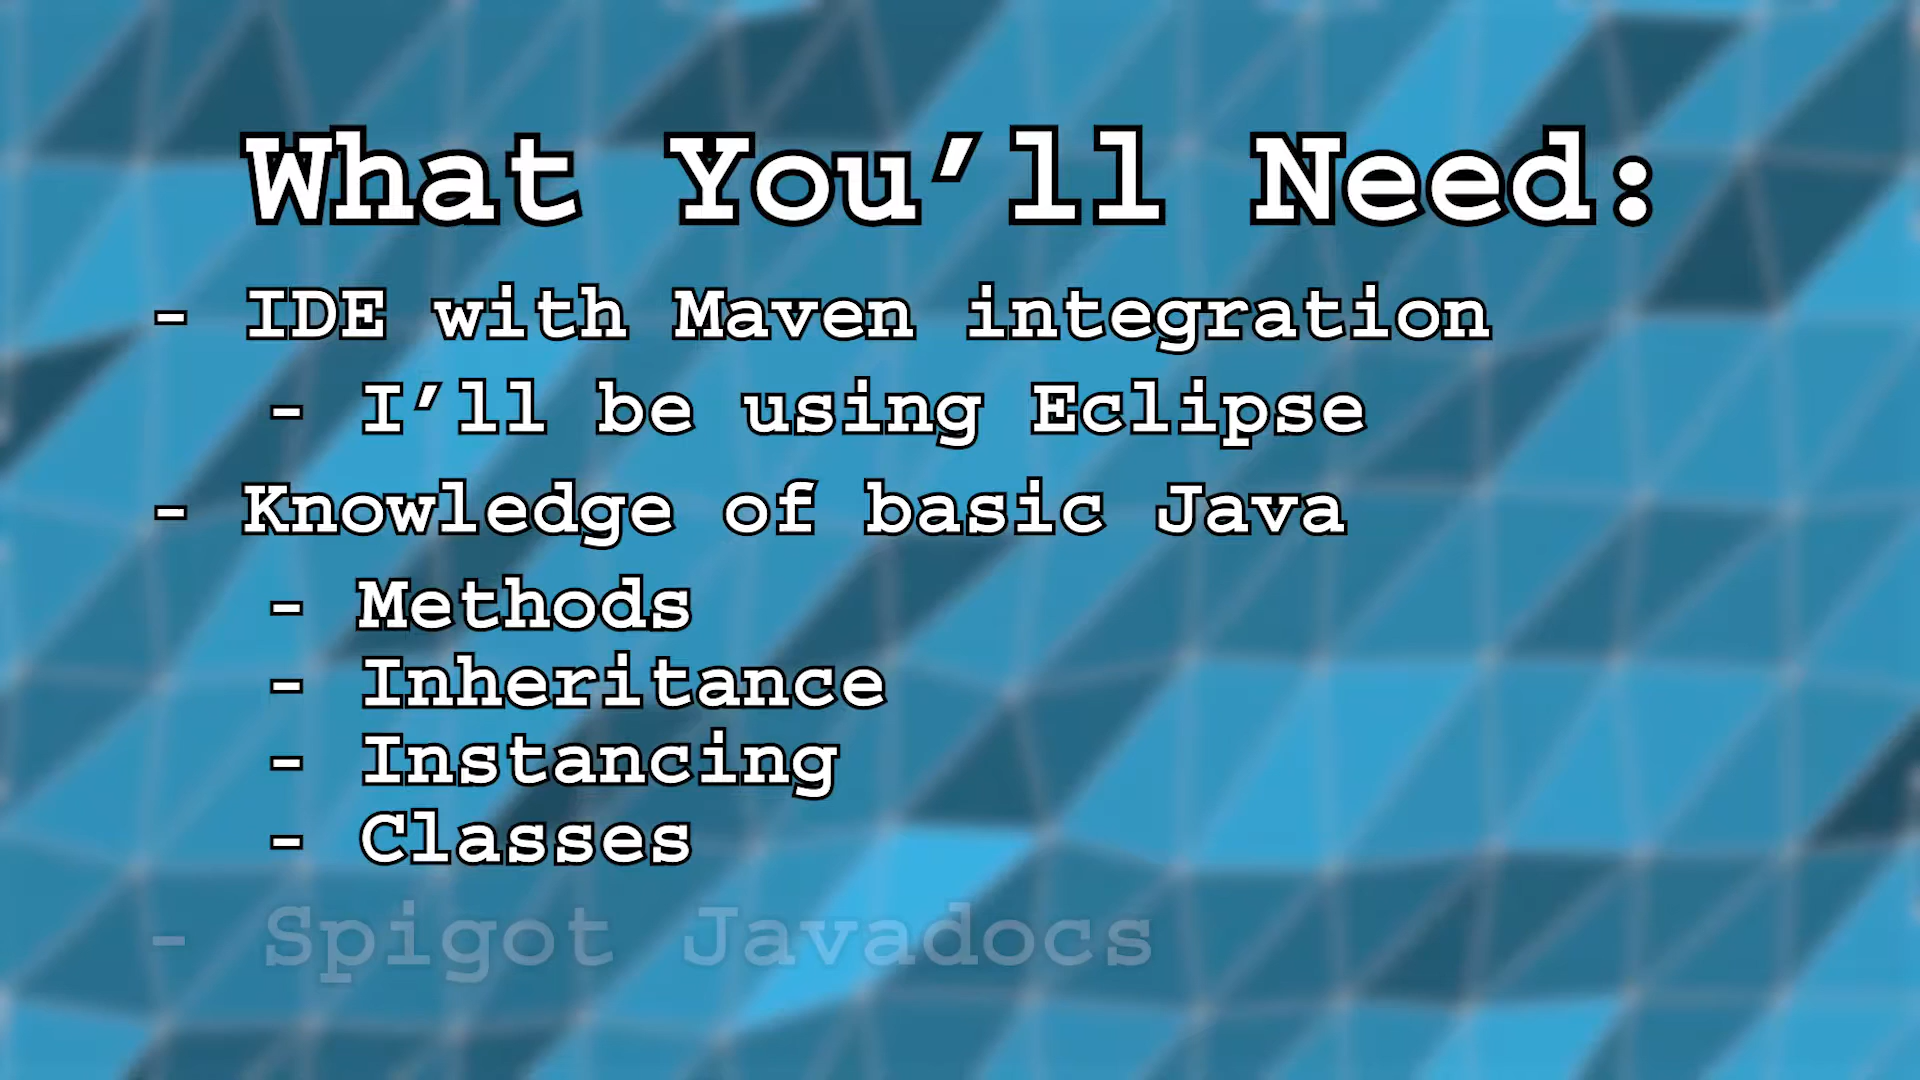 What You’ll Need:
- IDE with Maven integration
- I’ll be using Eclipse
- Knowledge of basic Java
- Methods
- Inheritance
- Instancing
- Classes
- Spigot Javadocs